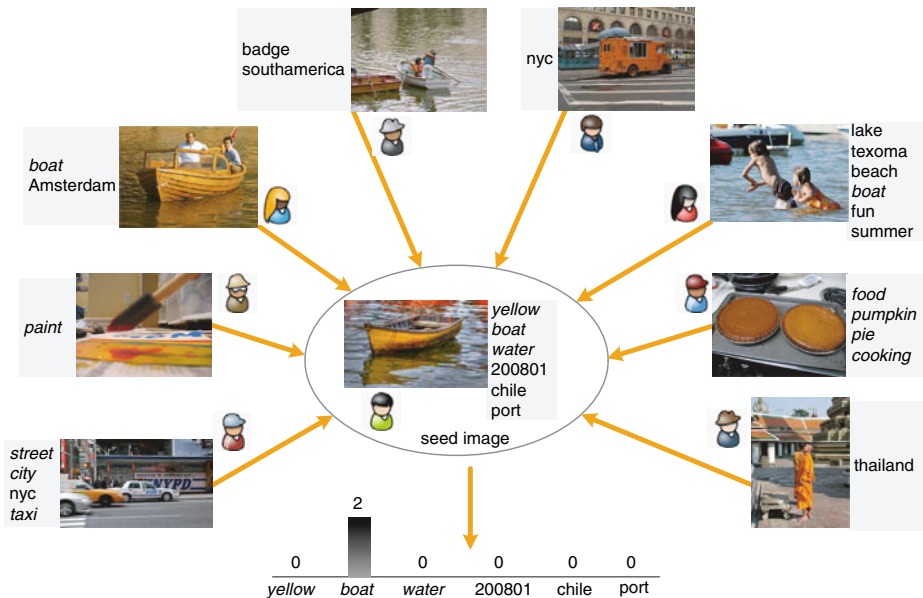 badge
southamerica
nyc
boat
Amsterdam
lake
texoma
beach
boat
fun
summer
paint
yellow
boat
water
200801
chile
port
food
pumpkin
pie
cooking
street
city
nyc
taxi
NYPD
seed image
thailand
2
0 0 0 0 0
yellow boat water 200801 chile port